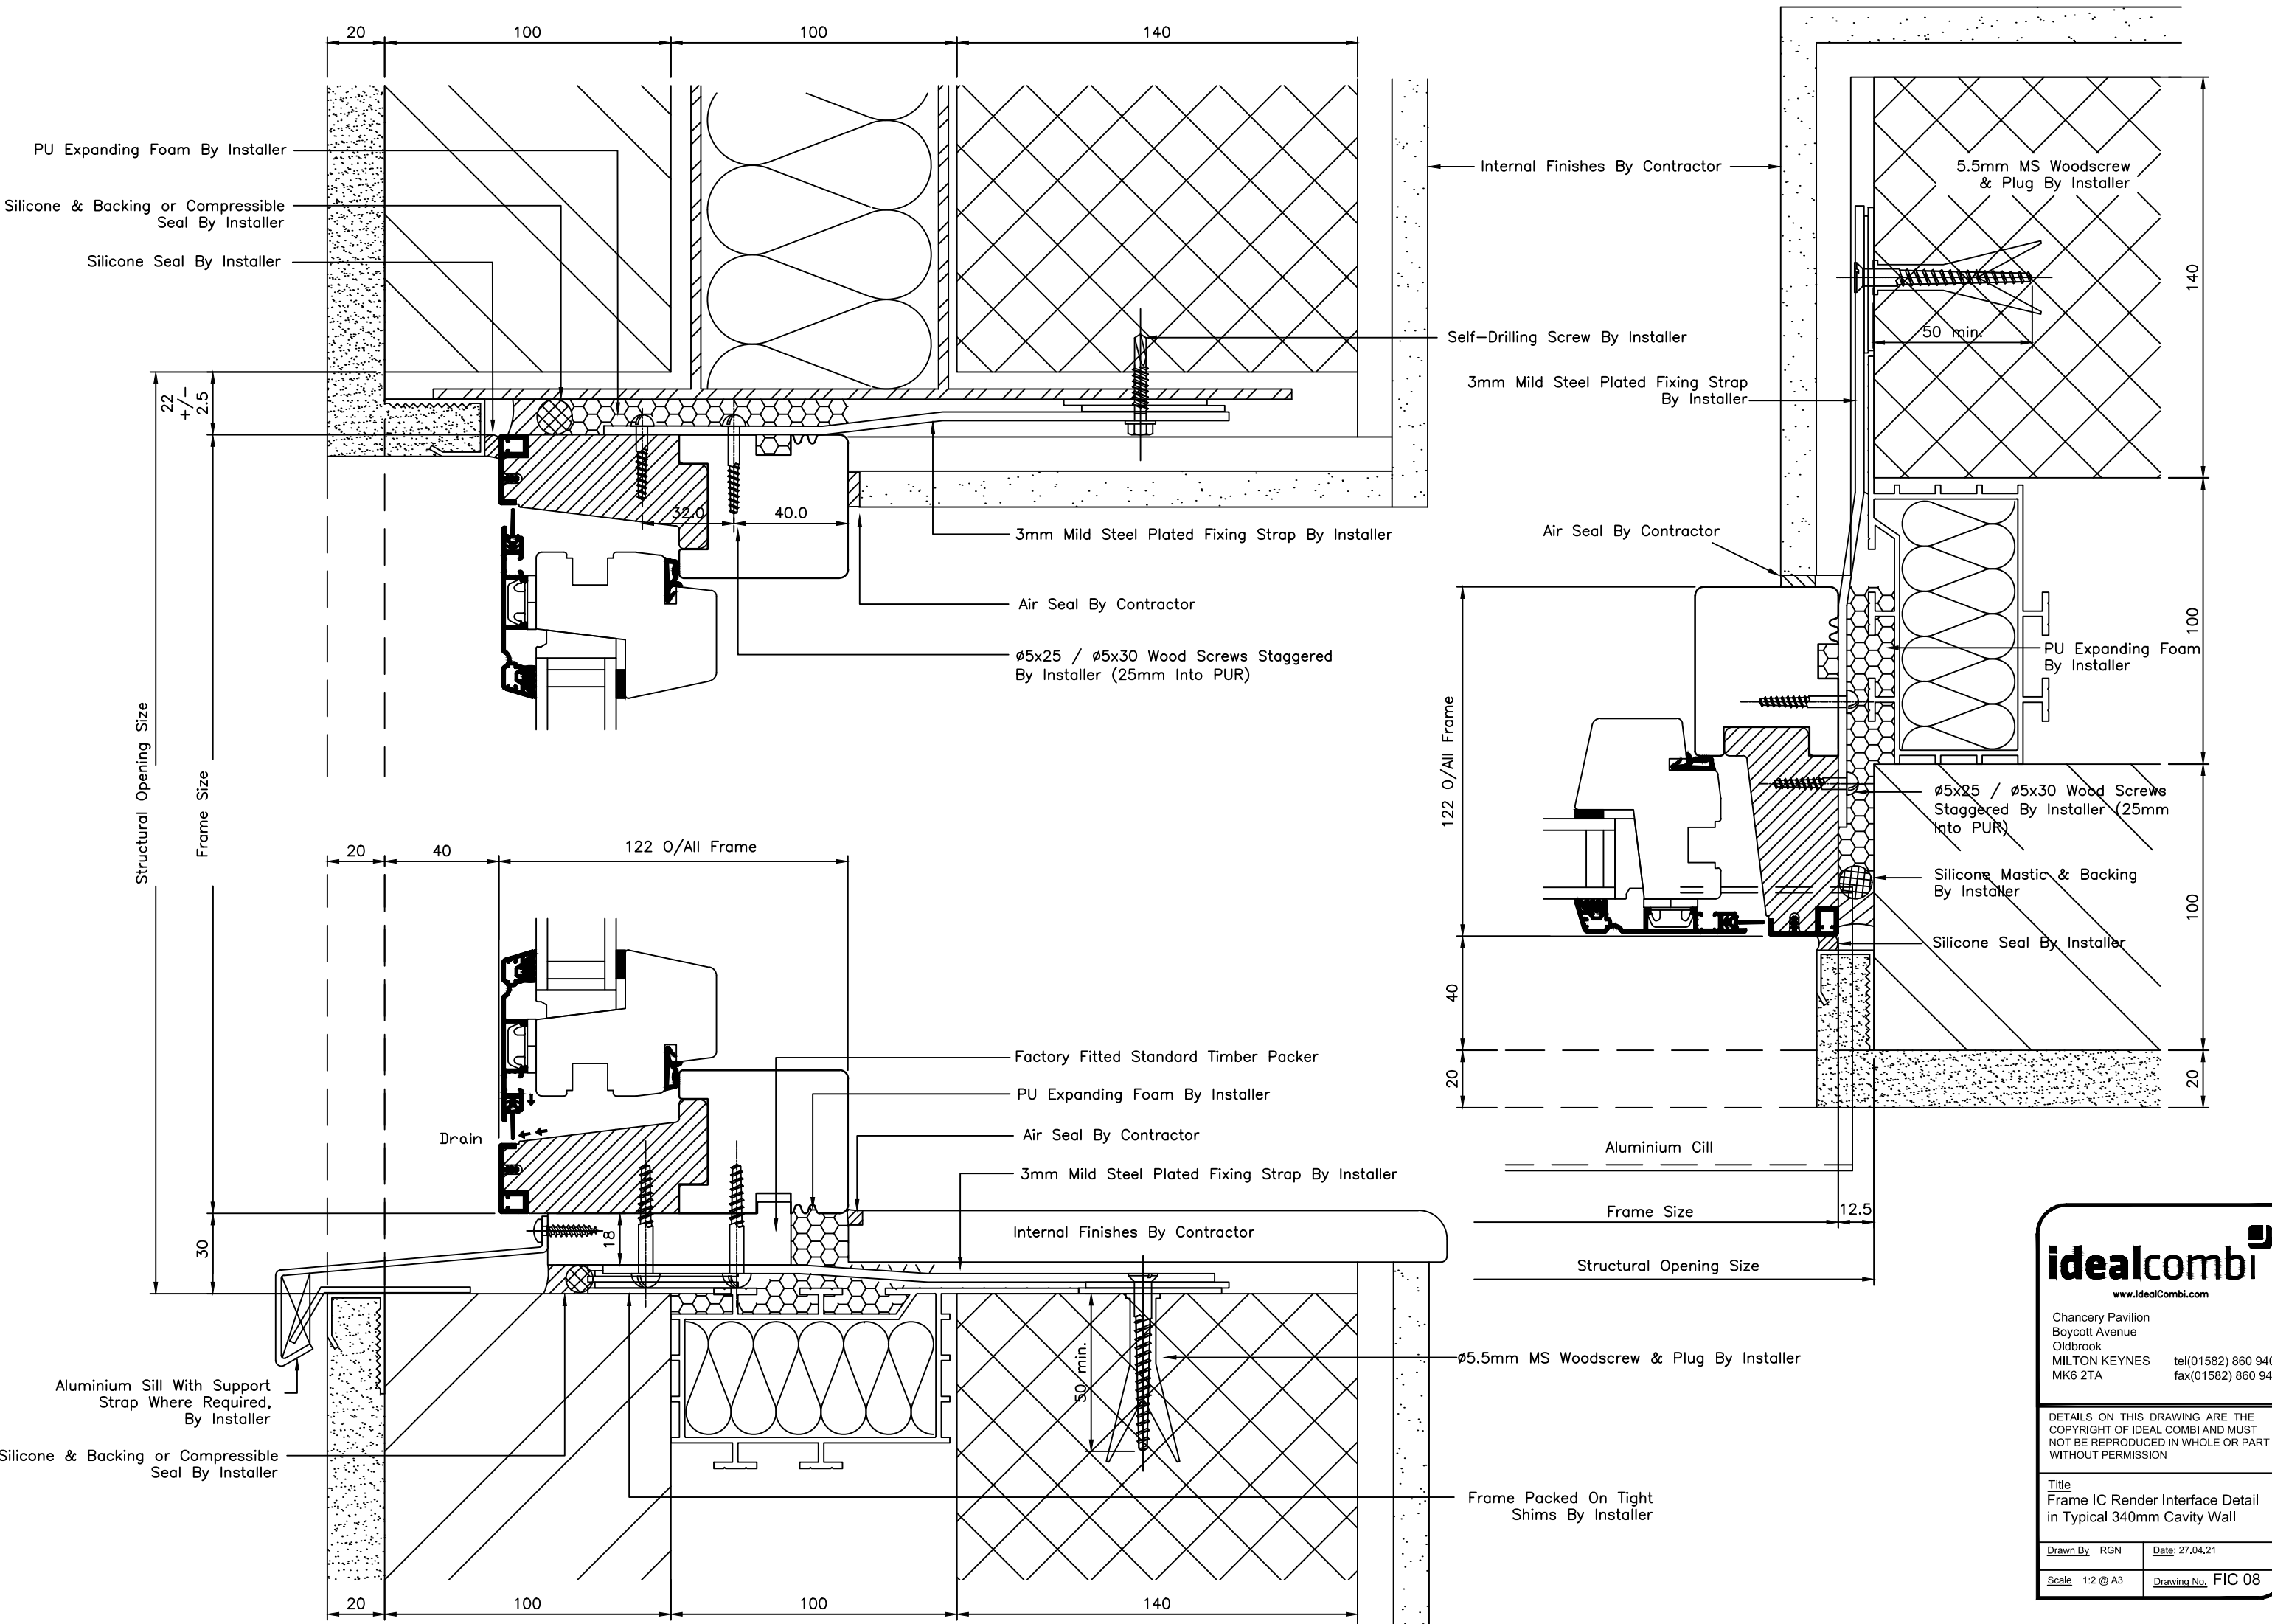 20
100
100
140
PU Expanding Foam By Installer
Silicone & Backing or Compressible
Seal By Installer
Silicone Seal By Installer
22
+/-
2.5
Structural Opening Size
Frame Size
32.0
40.0
Internal Finishes By Contractor
Self-Drilling Screw By Installer
3mm Mild Steel Plated Fixing Strap By Installer
Air Seal By Contractor
ø5x25 / ø5x30 Wood Screws Staggered
By Installer (25mm Into PUR)
5.5mm MS Woodscrew
& Plug By Installer
50 min.
140
3mm Mild Steel Plated Fixing Strap
By Installer
Air Seal By Contractor
100
PU Expanding Foam
By Installer
122 O/All Frame
ø5x25 / ø5x30 Wood Screws
Staggered By Installer (25mm
Into PUR)
Silicone Mastic & Backing
By Installer
100
Silicone Seal By Installer
40
20
20
Aluminium Cill
Frame Size
12.5
Structural Opening Size
20
40
122 O/All Frame
Drain
Factory Fitted Standard Timber Packer
PU Expanding Foam By Installer
Air Seal By Contractor
3mm Mild Steel Plated Fixing Strap By Installer
Internal Finishes By Contractor
30
18
50 min.
ø5.5mm MS Woodscrew & Plug By Installer
Aluminium Sill With Support
Strap Where Required,
By Installer
Silicone & Backing or Compressible
Seal By Installer
Frame Packed On Tight
Shims By Installer
20
100
100
140
idealcombi
www.IdealCombi.com
Chancery Pavilion
Boycott Avenue
Oldbrook
MILTON KEYNES tel(01582) 860 940
MK6 2TA fax(01582) 860 94
DETAILS ON THIS DRAWING ARE THE
COPYRIGHT OF IDEAL COMBI AND MUST
NOT BE REPRODUCED IN WHOLE OR PART
WITHOUT PERMISSION
Title
Frame IC Render Interface Detail
in Typical 340mm Cavity Wall
Drawn By RGN
Date: 27.04.21
Scale 1:2 @ A3
Drawing No. FIC 08